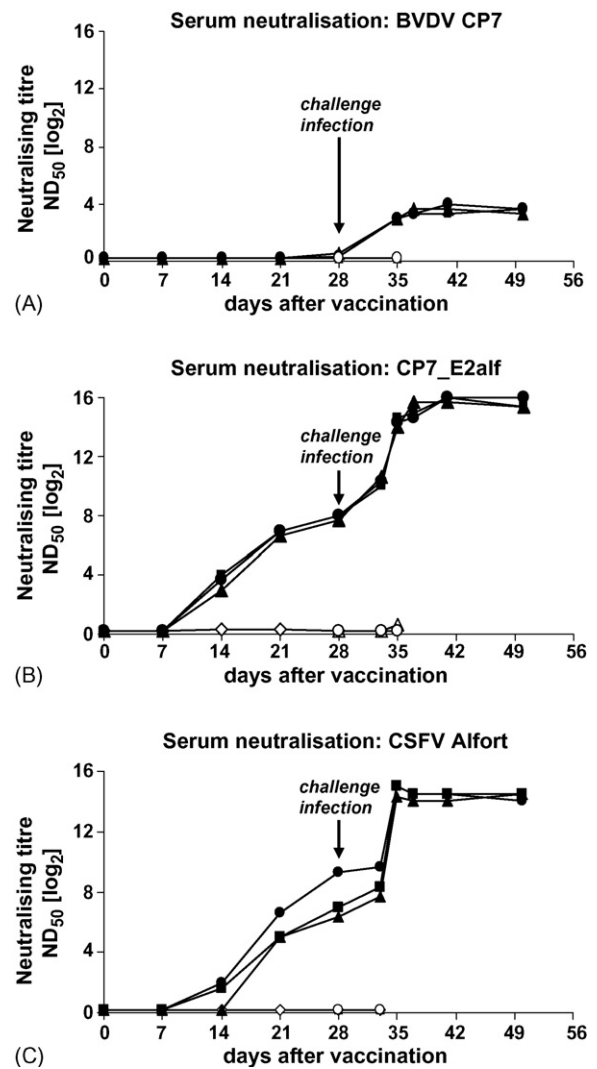 Serum neutralisation: BVDV CP7
16
12
8
4
0
Neutralising titre
ND50 [log2]
challenge
infection
0 7 14 21 28 35 42 49 56
days after vaccination
(A)
Serum neutralisation: CP7_E2alf
16
12
8
4
0
Neutralising titre
ND50 [log2]
challenge
infection
0 7 14 21 28 35 42 49 56
days after vaccination
(B)
Serum neutralisation: CSFV Alfort
16
12
8
4
0
Neutralising titre
ND50 [log2]
challenge
infection
0 7 14 21 28 35 42 49 56
days after vaccination
(C)